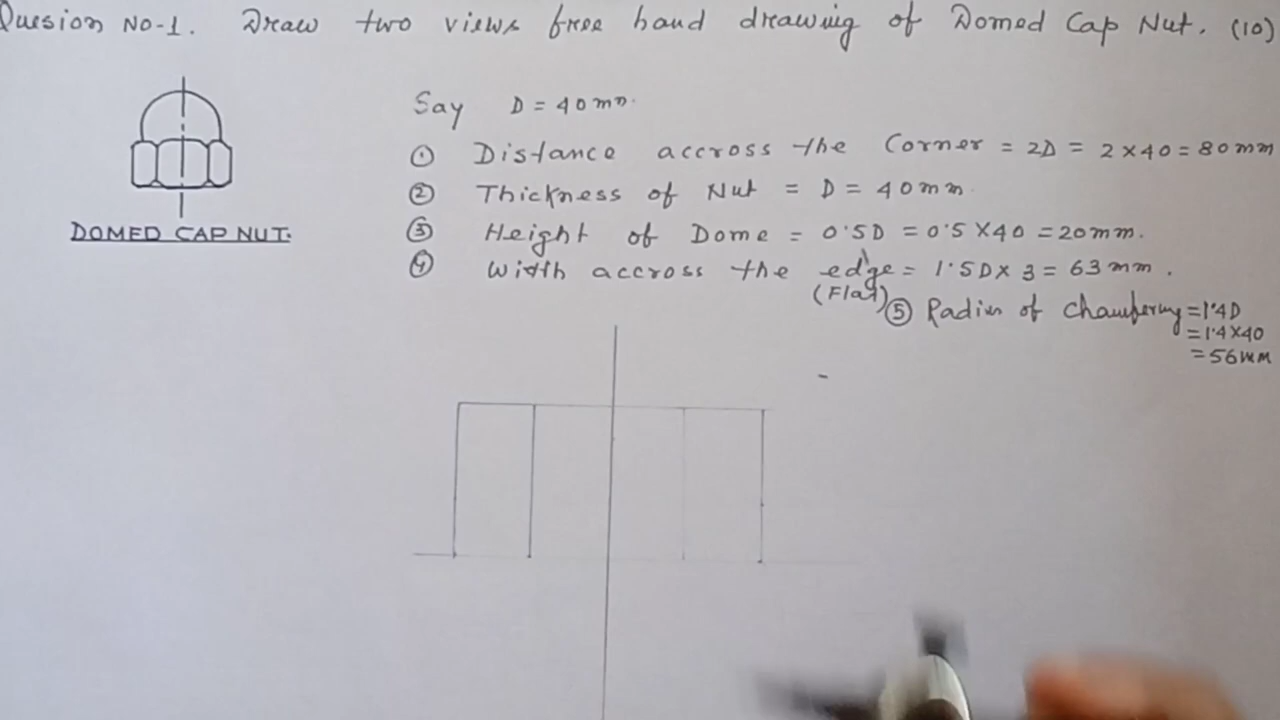 Quesion No-1. Draw two views free hand drawing of Domed Cap Nut. (10)
Say D = 40mm.
① Distance accross the Corner = 2D = 2×40 = 80mm
② Thickness of Nut = D = 40mm.
③ Height of Dome = 0.5D = 0.5×40 = 20mm.
④ Width accross the edge = 1.5D×3 = 63mm.
(Flat)
⑤ Radius of Chamfering = 1.4D
= 1.4×40
= 56mm
DOMED CAP NUT.